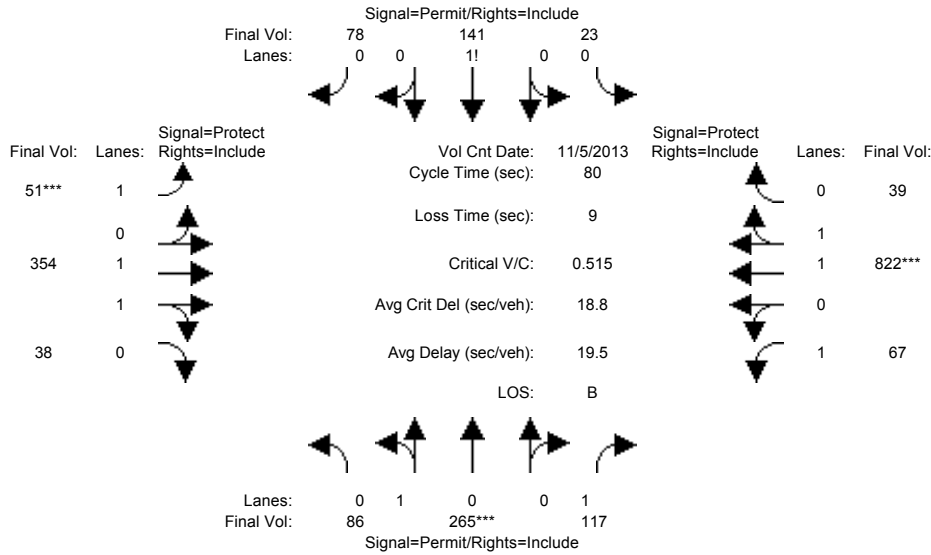 Signal=Permit/Rights=Include
Final Vol: 78 141 23
Lanes: 0 0 1! 0 0
Signal=Protect Signal=Protect
Final Vol: Lanes: Rights=Include Vol Cnt Date: 11/5/2013 Rights=Include Lanes: Final Vol:
Cycle Time (sec): 80
51*** 1 0 39
Loss Time (sec): 9
0 1
354 1 Critical V/C: 0.515 1 822***
1 Avg Crit Del (sec/veh): 18.8 0
38 0 Avg Delay (sec/veh): 19.5 1 67
LOS: B
Lanes: 0 1 0 0 1
Final Vol: 86 265*** 117
Signal=Permit/Rights=Include